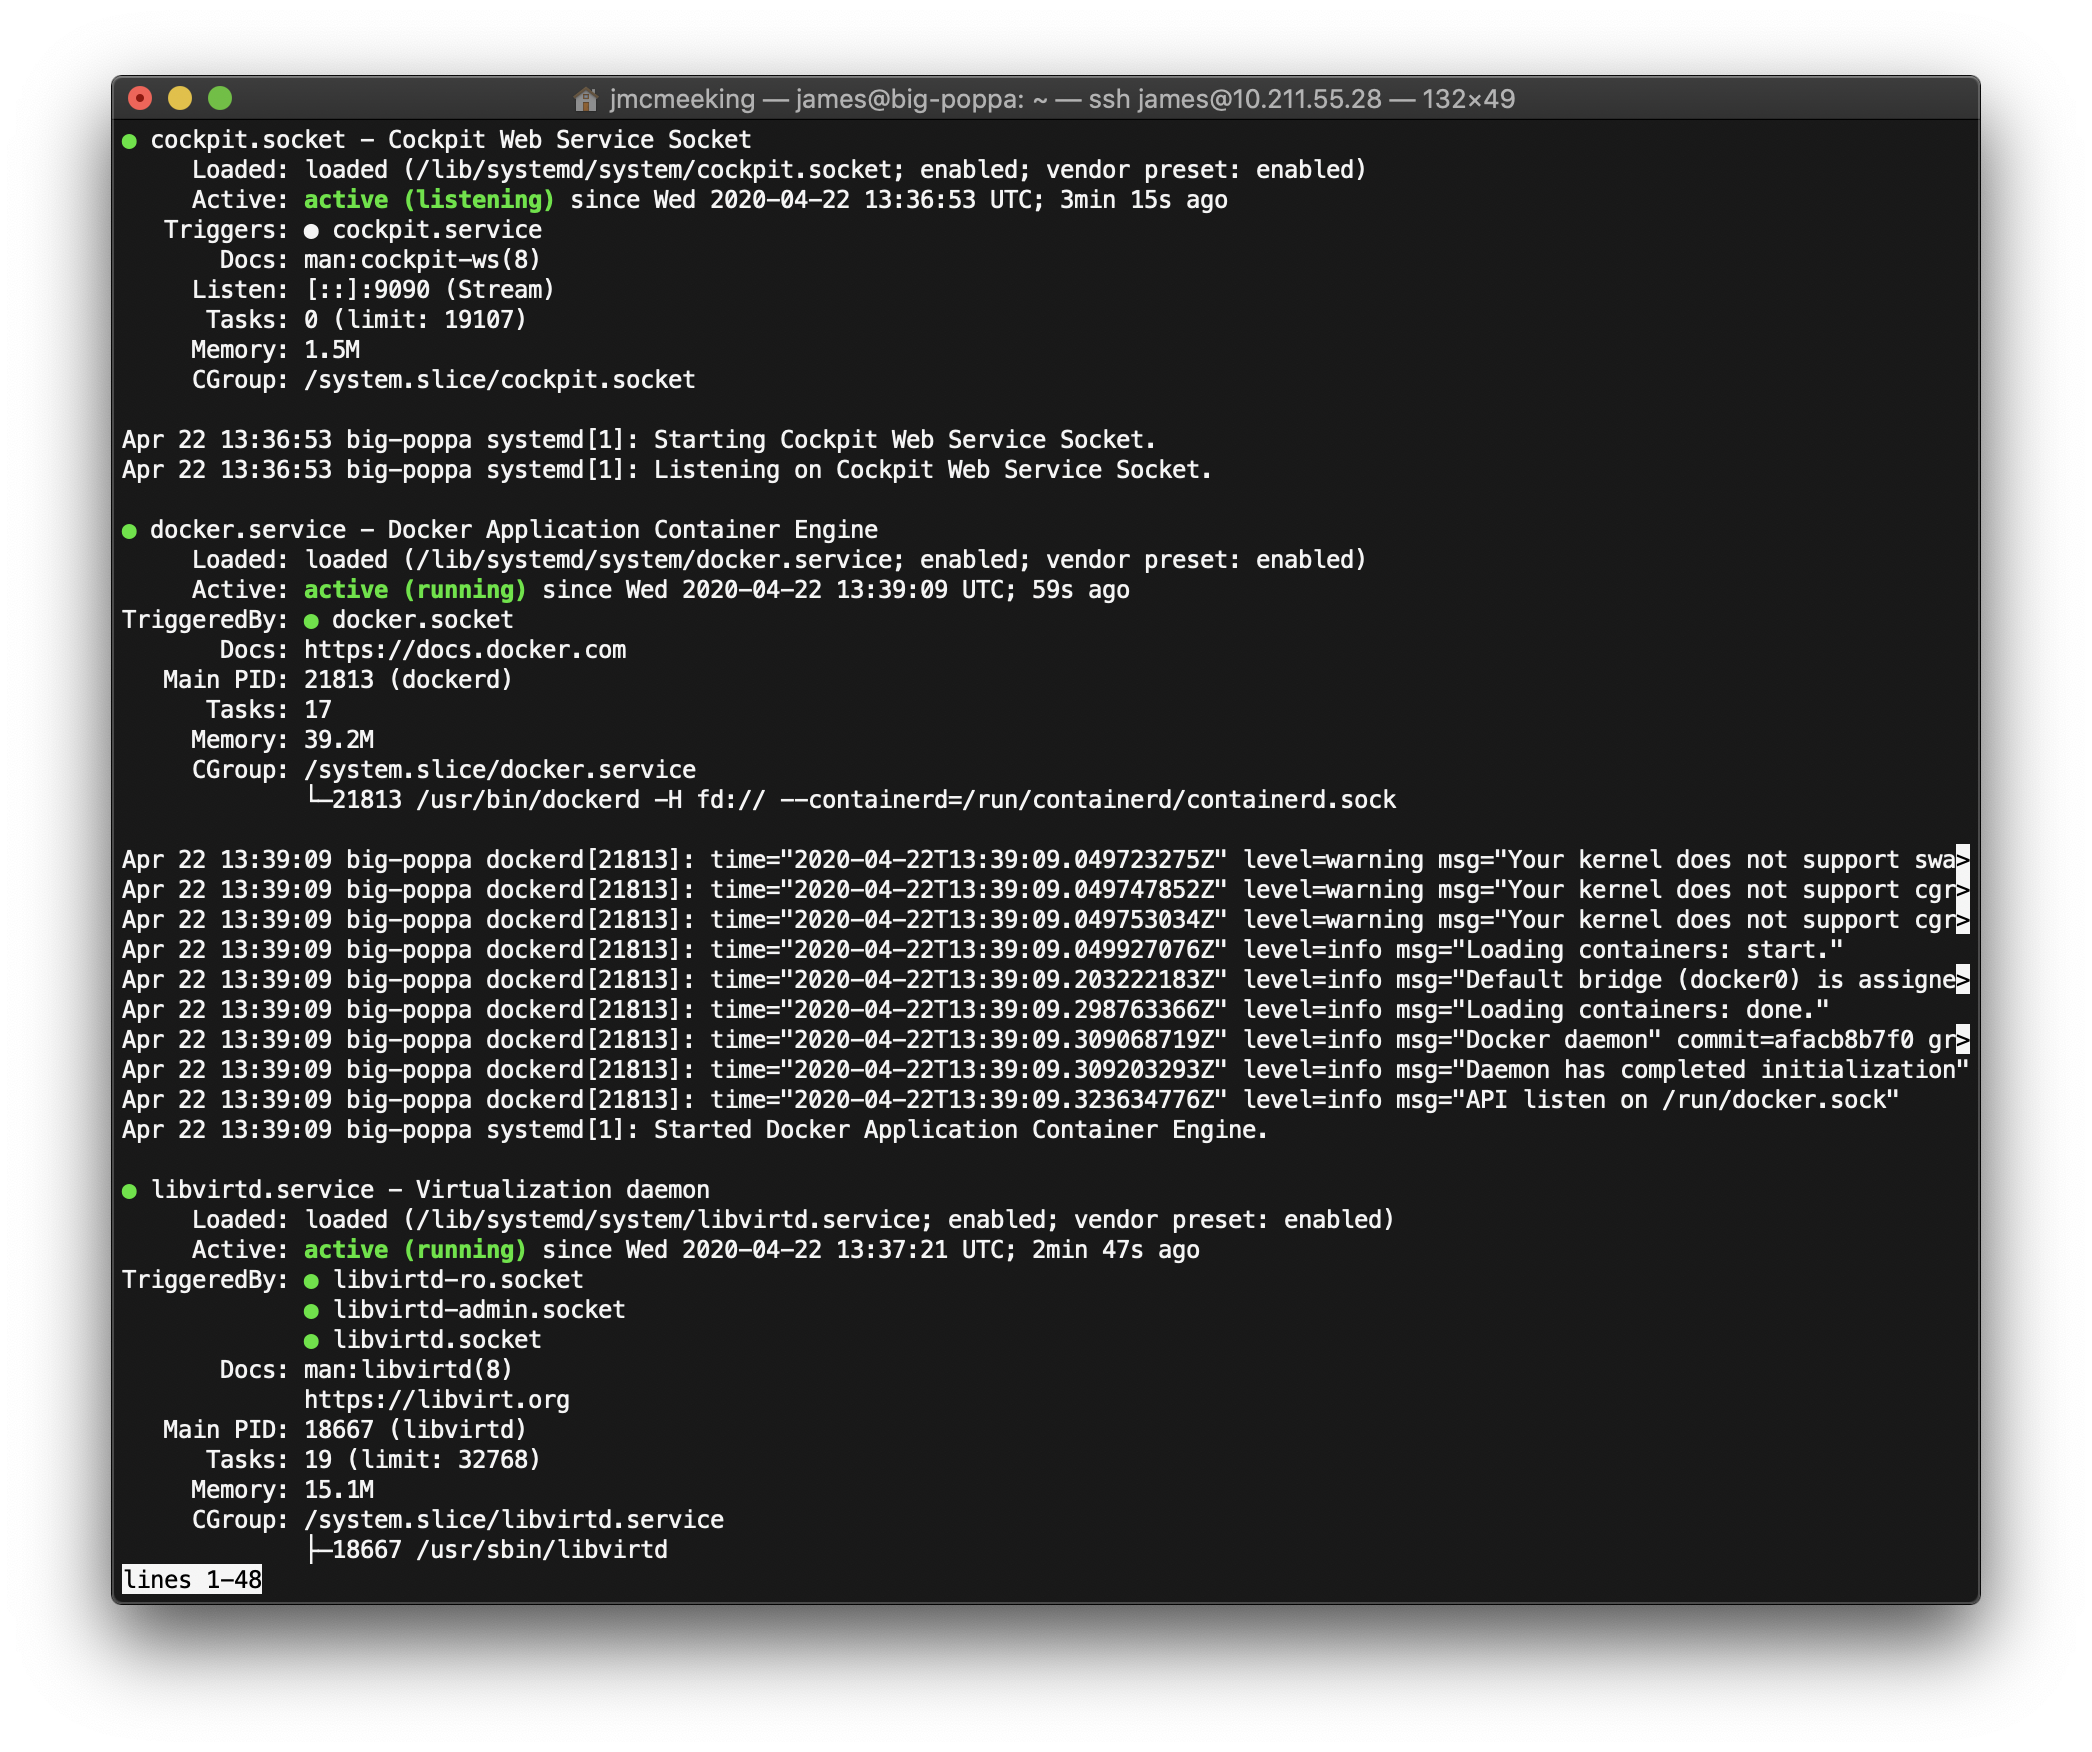 jmcmeeking — james@big-poppa: ~ — ssh james@10.211.55.28 — 132×49
● cockpit.socket - Cockpit Web Service Socket
     Loaded: loaded (/lib/systemd/system/cockpit.socket; enabled; vendor preset: enabled)
     Active: active (listening) since Wed 2020-04-22 13:36:53 UTC; 3min 15s ago
   Triggers: ● cockpit.service
       Docs: man:cockpit-ws(8)
     Listen: [::]:9090 (Stream)
      Tasks: 0 (limit: 19107)
     Memory: 1.5M
     CGroup: /system.slice/cockpit.socket

Apr 22 13:36:53 big-poppa systemd[1]: Starting Cockpit Web Service Socket.
Apr 22 13:36:53 big-poppa systemd[1]: Listening on Cockpit Web Service Socket.

● docker.service - Docker Application Container Engine
     Loaded: loaded (/lib/systemd/system/docker.service; enabled; vendor preset: enabled)
     Active: active (running) since Wed 2020-04-22 13:39:09 UTC; 59s ago
TriggeredBy: ● docker.socket
       Docs: https://docs.docker.com
   Main PID: 21813 (dockerd)
      Tasks: 17
     Memory: 39.2M
     CGroup: /system.slice/docker.service
             └─21813 /usr/bin/dockerd -H fd:// --containerd=/run/containerd/containerd.sock

Apr 22 13:39:09 big-poppa dockerd[21813]: time="2020-04-22T13:39:09.049723275Z" level=warning msg="Your kernel does not support swa>
Apr 22 13:39:09 big-poppa dockerd[21813]: time="2020-04-22T13:39:09.049747852Z" level=warning msg="Your kernel does not support cgr>
Apr 22 13:39:09 big-poppa dockerd[21813]: time="2020-04-22T13:39:09.049753034Z" level=warning msg="Your kernel does not support cgr>
Apr 22 13:39:09 big-poppa dockerd[21813]: time="2020-04-22T13:39:09.049927076Z" level=info msg="Loading containers: start."
Apr 22 13:39:09 big-poppa dockerd[21813]: time="2020-04-22T13:39:09.203222183Z" level=info msg="Default bridge (docker0) is assigne>
Apr 22 13:39:09 big-poppa dockerd[21813]: time="2020-04-22T13:39:09.298763366Z" level=info msg="Loading containers: done."
Apr 22 13:39:09 big-poppa dockerd[21813]: time="2020-04-22T13:39:09.309068719Z" level=info msg="Docker daemon" commit=afacb8b7f0 gr>
Apr 22 13:39:09 big-poppa dockerd[21813]: time="2020-04-22T13:39:09.309203293Z" level=info msg="Daemon has completed initialization"
Apr 22 13:39:09 big-poppa dockerd[21813]: time="2020-04-22T13:39:09.323634776Z" level=info msg="API listen on /run/docker.sock"
Apr 22 13:39:09 big-poppa systemd[1]: Started Docker Application Container Engine.

● libvirtd.service - Virtualization daemon
     Loaded: loaded (/lib/systemd/system/libvirtd.service; enabled; vendor preset: enabled)
     Active: active (running) since Wed 2020-04-22 13:37:21 UTC; 2min 47s ago
TriggeredBy: ● libvirtd-ro.socket
             ● libvirtd-admin.socket
             ● libvirtd.socket
       Docs: man:libvirtd(8)
             https://libvirt.org
   Main PID: 18667 (libvirtd)
      Tasks: 19 (limit: 32768)
     Memory: 15.1M
     CGroup: /system.slice/libvirtd.service
             ├─18667 /usr/sbin/libvirtd
lines 1-48